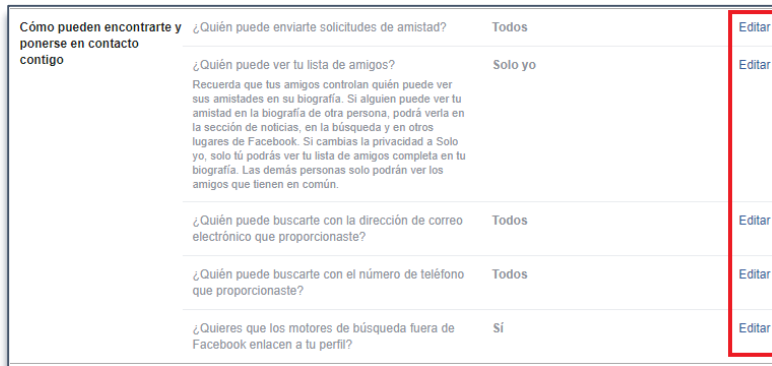 Cómo pueden encontrarte y
ponerse en contacto
contigo
¿Quién puede enviarte solicitudes de amistad? Todos Editar
¿Quién puede ver tu lista de amigos? Solo yo Editar
Recuerda que tus amigos controlan quién puede ver
sus amistades en su biografía. Si alguien puede ver tu
amistad en la biografía de otra persona, podrá verla en
la sección de noticias, en la búsqueda y en otros
lugares de Facebook. Si cambias la privacidad a Solo
yo, solo tú podrás ver tu lista de amigos completa en tu
biografía. Las demás personas solo podrán ver los
amigos que tienen en común.
¿Quién puede buscarte con la dirección de correo Todos Editar
electrónico que proporcionaste?
¿Quién puede buscarte con el número de teléfono Todos Editar
que proporcionaste?
¿Quieres que los motores de búsqueda fuera de Sí Editar
Facebook enlacen a tu perfil?